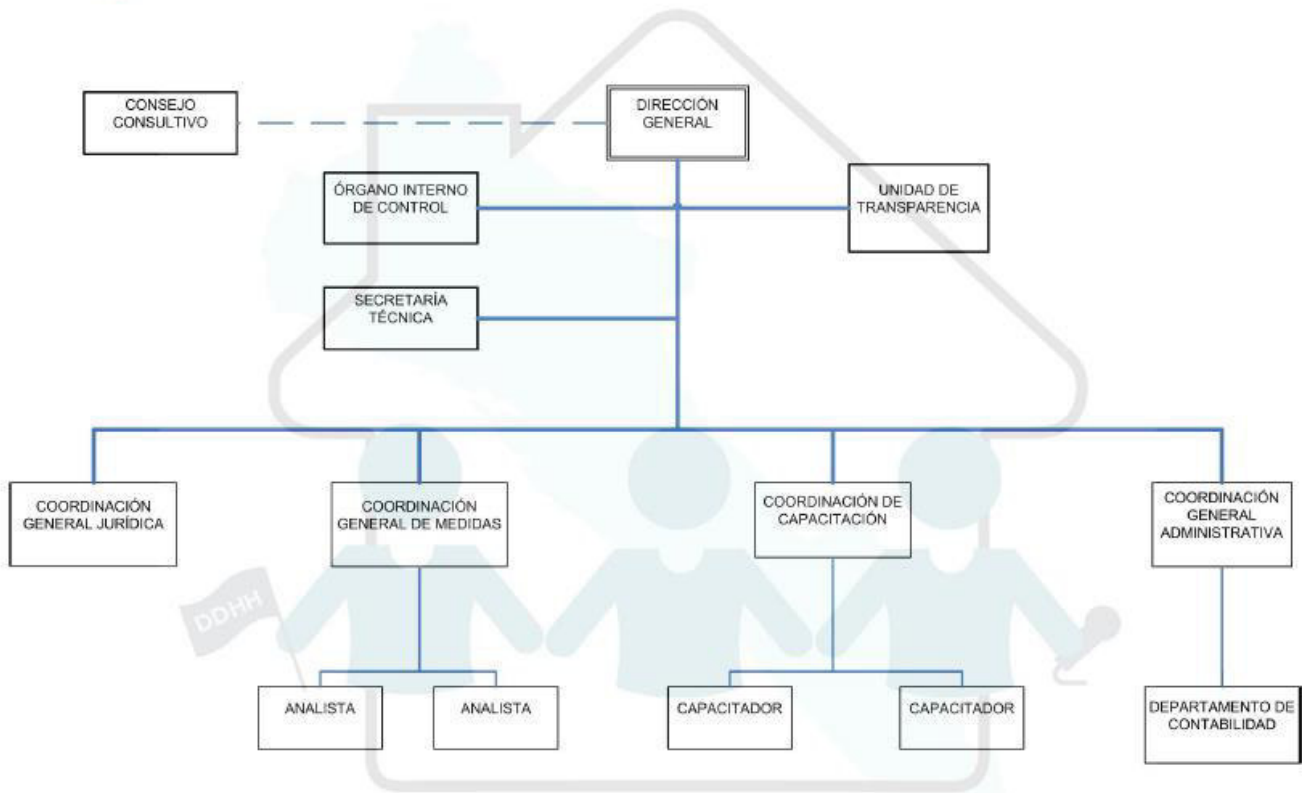 CONSEJO
CONSULTIVO
DIRECCIÓN
GENERAL
ÓRGANO INTERNO
DE CONTROL
UNIDAD DE
TRANSPARENCIA
SECRETARÍA
TÉCNICA
COORDINACIÓN
GENERAL JURÍDICA
COORDINACIÓN
GENERAL DE MEDIDAS
COORDINACIÓN DE
CAPACITACIÓN
COORDINACIÓN
GENERAL
ADMINISTRATIVA
DDHH
ANALISTA
ANALISTA
CAPACITADOR
CAPACITADOR
DEPARTAMENTO DE
CONTABILIDAD